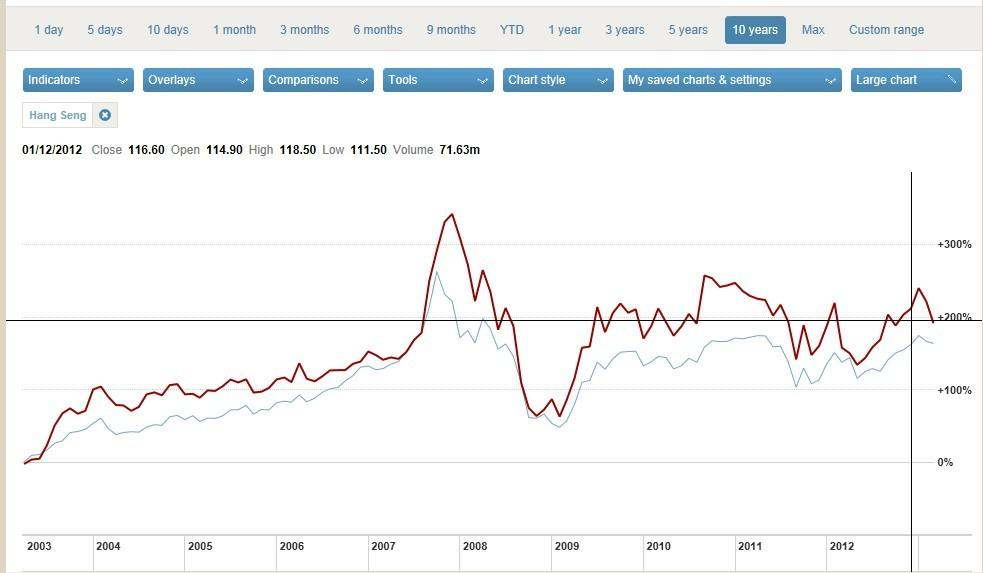 1 day 5 days 10 days 1 month 3 months 6 months 9 months YTD 1 year 3 years 5 years 10 years Max Custom range
Indicators Overlays Comparisons Tools Chart style My saved charts & settings Large chart
Hang Seng
01/12/2012 Close 116.60 Open 114.90 High 118.50 Low 111.50 Volume 71.63m
+300%
+200%
+100%
0%
2003 2004 2005 2006 2007 2008 2009 2010 2011 2012